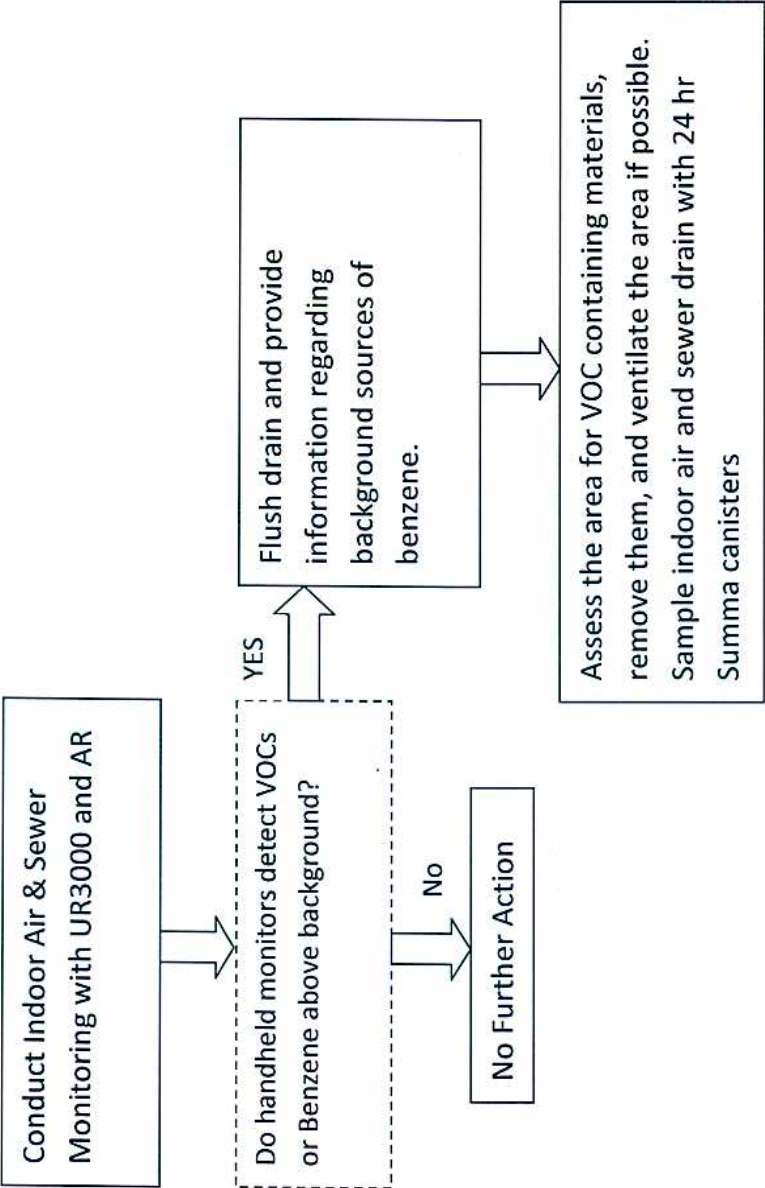 Conduct Indoor Air & Sewer
Monitoring with UR3000 and AR
Do handheld monitors detect VOCs
or Benzene above background?
YES
Flush drain and provide
information regarding
background sources of
benzene.
No
No Further Action
Assess the area for VOC containing materials,
remove them, and ventilate the area if possible.
Sample indoor air and sewer drain with 24 hr
Summa canisters